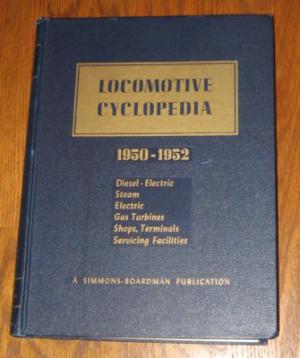 LOCOMOTIVE
CYCLOPEDIA
1950-1952
Diesel-Electric
Steam
Electric
Gas Turbines
Shops, Terminals
Servicing Facilities
A SIMMONS-BOARDMAN PUBLICATION